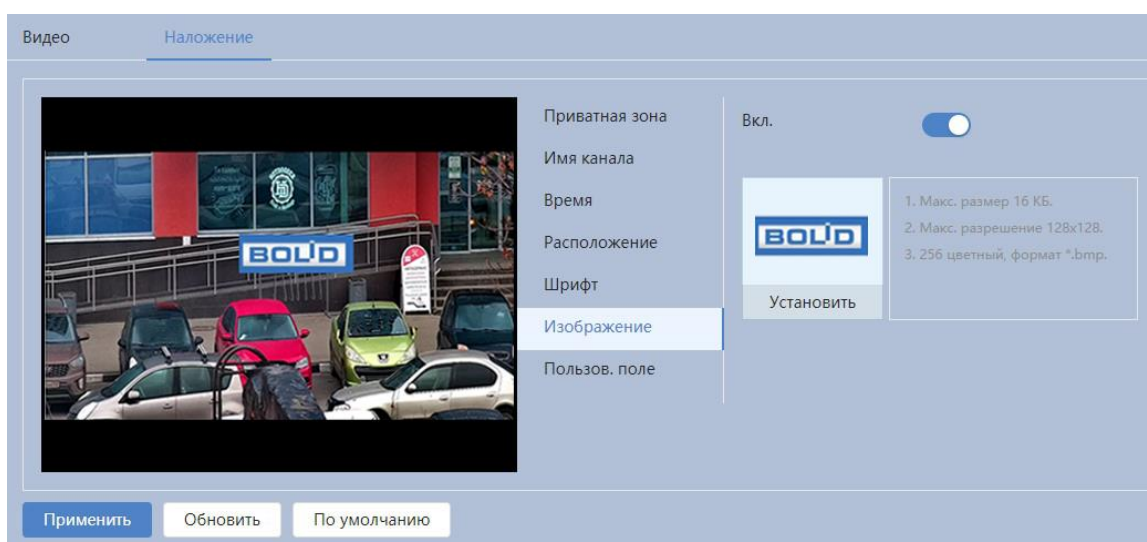 Видео
Наложение
BOLID
Приватная зона
Имя канала
Время
Расположение
Шрифт
Изображение
Пользов. поле
Вкл.
BOLID
Установить
1. Макс. размер 16 КБ.
2. Макс. разрешение 128x128.
3. 256 цветный, формат *.bmp.
Применить
Обновить
По умолчанию